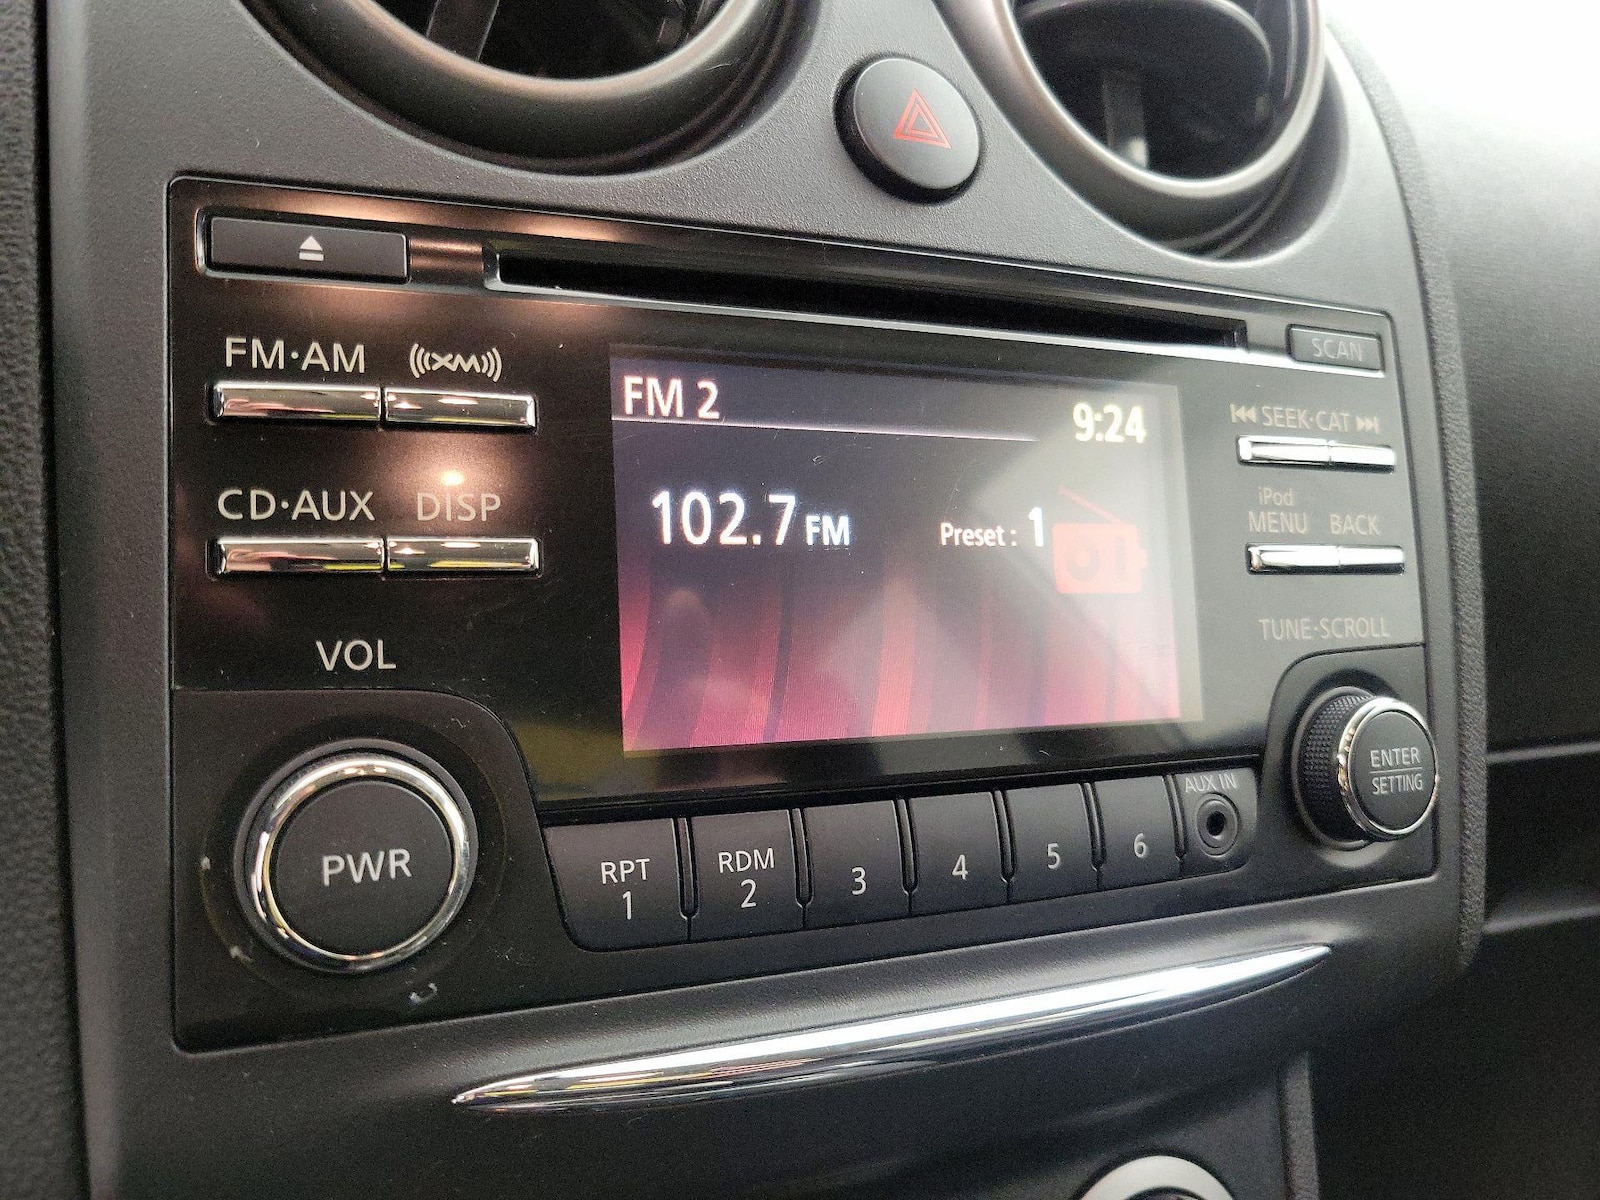 FM·AM
XM
SCAN
FM 2
9:24
SEEK·CAT
102.7 FM
Preset : 1
CD·AUX
DISP
iPod
MENU
BACK
VOL
TUNE·SCROLL
PWR
ENTER
SETTING
RPT
1
RDM
2
3
4
5
6
AUX IN